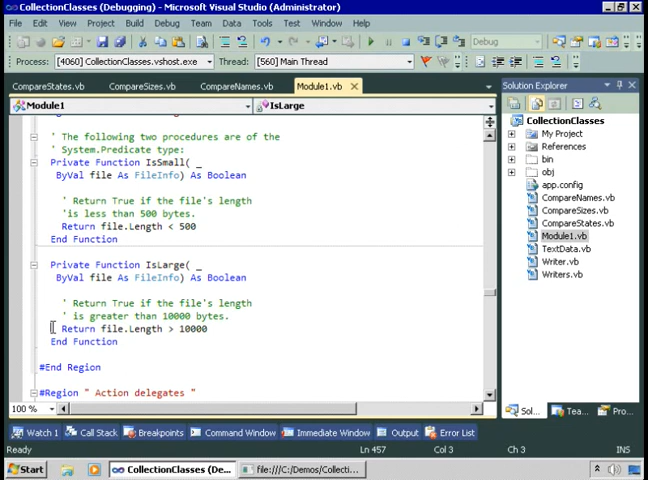 CollectionClasses (Debugging) - Microsoft Visual Studio (Administrator)
File Edit View Project Build Debug Team Data Tools Test Window Help
Debug
Process: [4060] CollectionClasses.vshost.exe Thread: [560] Main Thread
CompareStates.vb CompareSizes.vb CompareNames.vb Module1.vb
Module1 IsLarge
' The following two procedures are of the
' System.Predicate type:
Private Function IsSmall( _
ByVal file As FileInfo) As Boolean
' Return True if the file's length
'is less than 500 bytes.
Return file.Length < 500
End Function
Private Function IsLarge( _
ByVal file As FileInfo) As Boolean
' Return True if the file's length
' is greater than 10000 bytes.
Return file.Length > 10000
End Function
#End Region
#Region " Action delegates "
100 %
Solution Explorer
CollectionClasses
My Project
References
bin
obj
app.config
CompareNames.vb
CompareSizes.vb
CompareStates.vb
Module1.vb
TextData.vb
Writer.vb
Writers.vb
Sol... Tea... Pro...
Watch 1 Call Stack Breakpoints Command Window Immediate Window Output Error List
Ready Ln 457 Col 3 Ch 3 INS
Start CollectionClasses (De... file:///C:/Demos/Collecti...